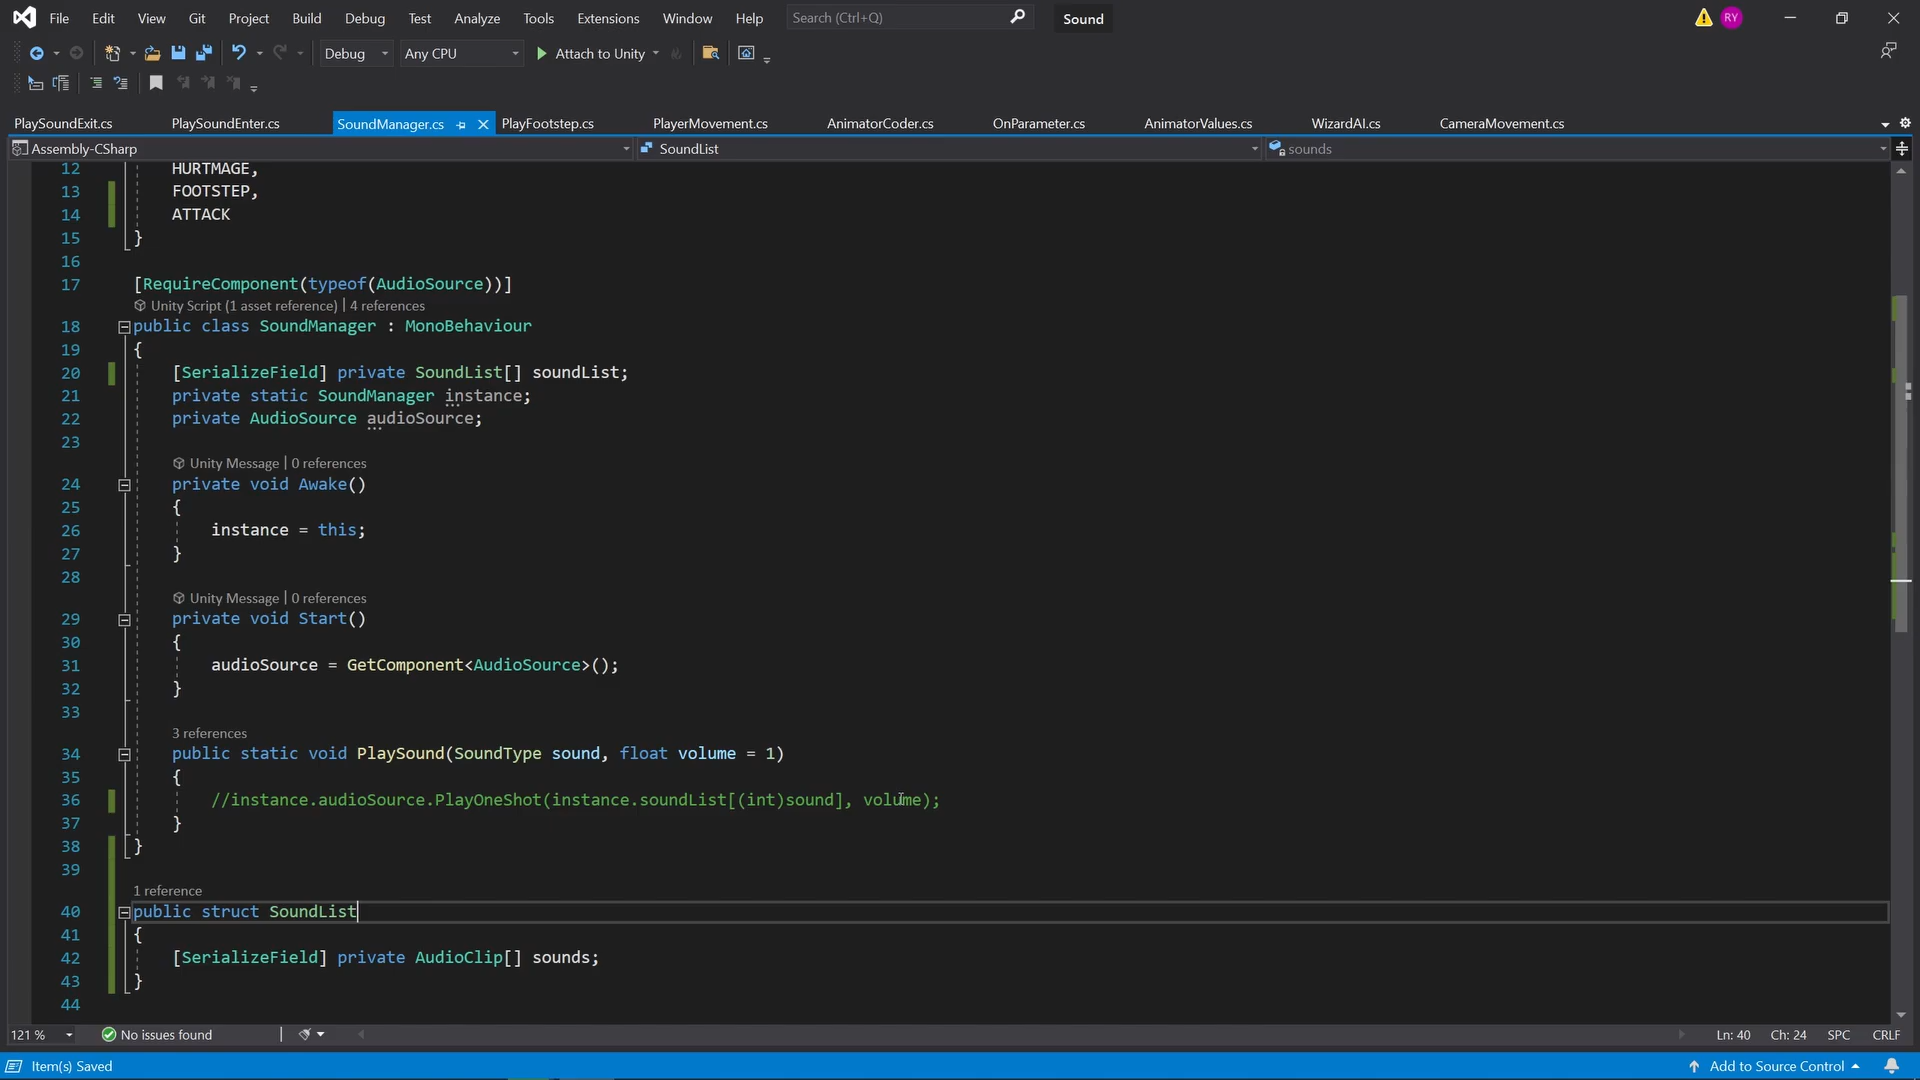 File Edit View Git Project Build Debug Test Analyze Tools Extensions Window Help Search (Ctrl+Q) Sound RY
Debug Any CPU Attach to Unity
PlaySoundExit.cs PlaySoundEnter.cs SoundManager.cs PlayFootstep.cs PlayerMovement.cs AnimatorCoder.cs OnParameter.cs AnimatorValues.cs WizardAI.cs CameraMovement.cs
Assembly-CSharp SoundList sounds
12 HURTMAGE,
13 FOOTSTEP,
14 ATTACK
15 }
16
17 [RequireComponent(typeof(AudioSource))]
Unity Script (1 asset reference) | 4 references
18 public class SoundManager : MonoBehaviour
19 {
20 [SerializeField] private SoundList[] soundList;
21 private static SoundManager instance;
22 private AudioSource audioSource;
23
Unity Message | 0 references
24 private void Awake()
25 {
26 instance = this;
27 }
28
Unity Message | 0 references
29 private void Start()
30 {
31 audioSource = GetComponent<AudioSource>();
32 }
33
3 references
34 public static void PlaySound(SoundType sound, float volume = 1)
35 {
36 //instance.audioSource.PlayOneShot(instance.soundList[(int)sound], volume);
37 }
38 }
39
1 reference
40 public struct SoundList
41 {
42 [SerializeField] private AudioClip[] sounds;
43 }
44
121 % No issues found Ln: 40 Ch: 24 SPC CRLF
Item(s) Saved Add to Source Control